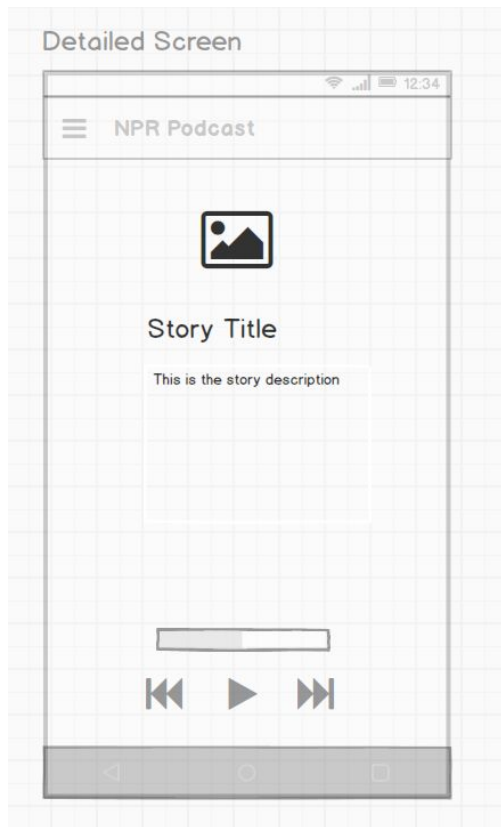 Detailed Screen
12:34
NPR Podcast
Story Title
This is the story description